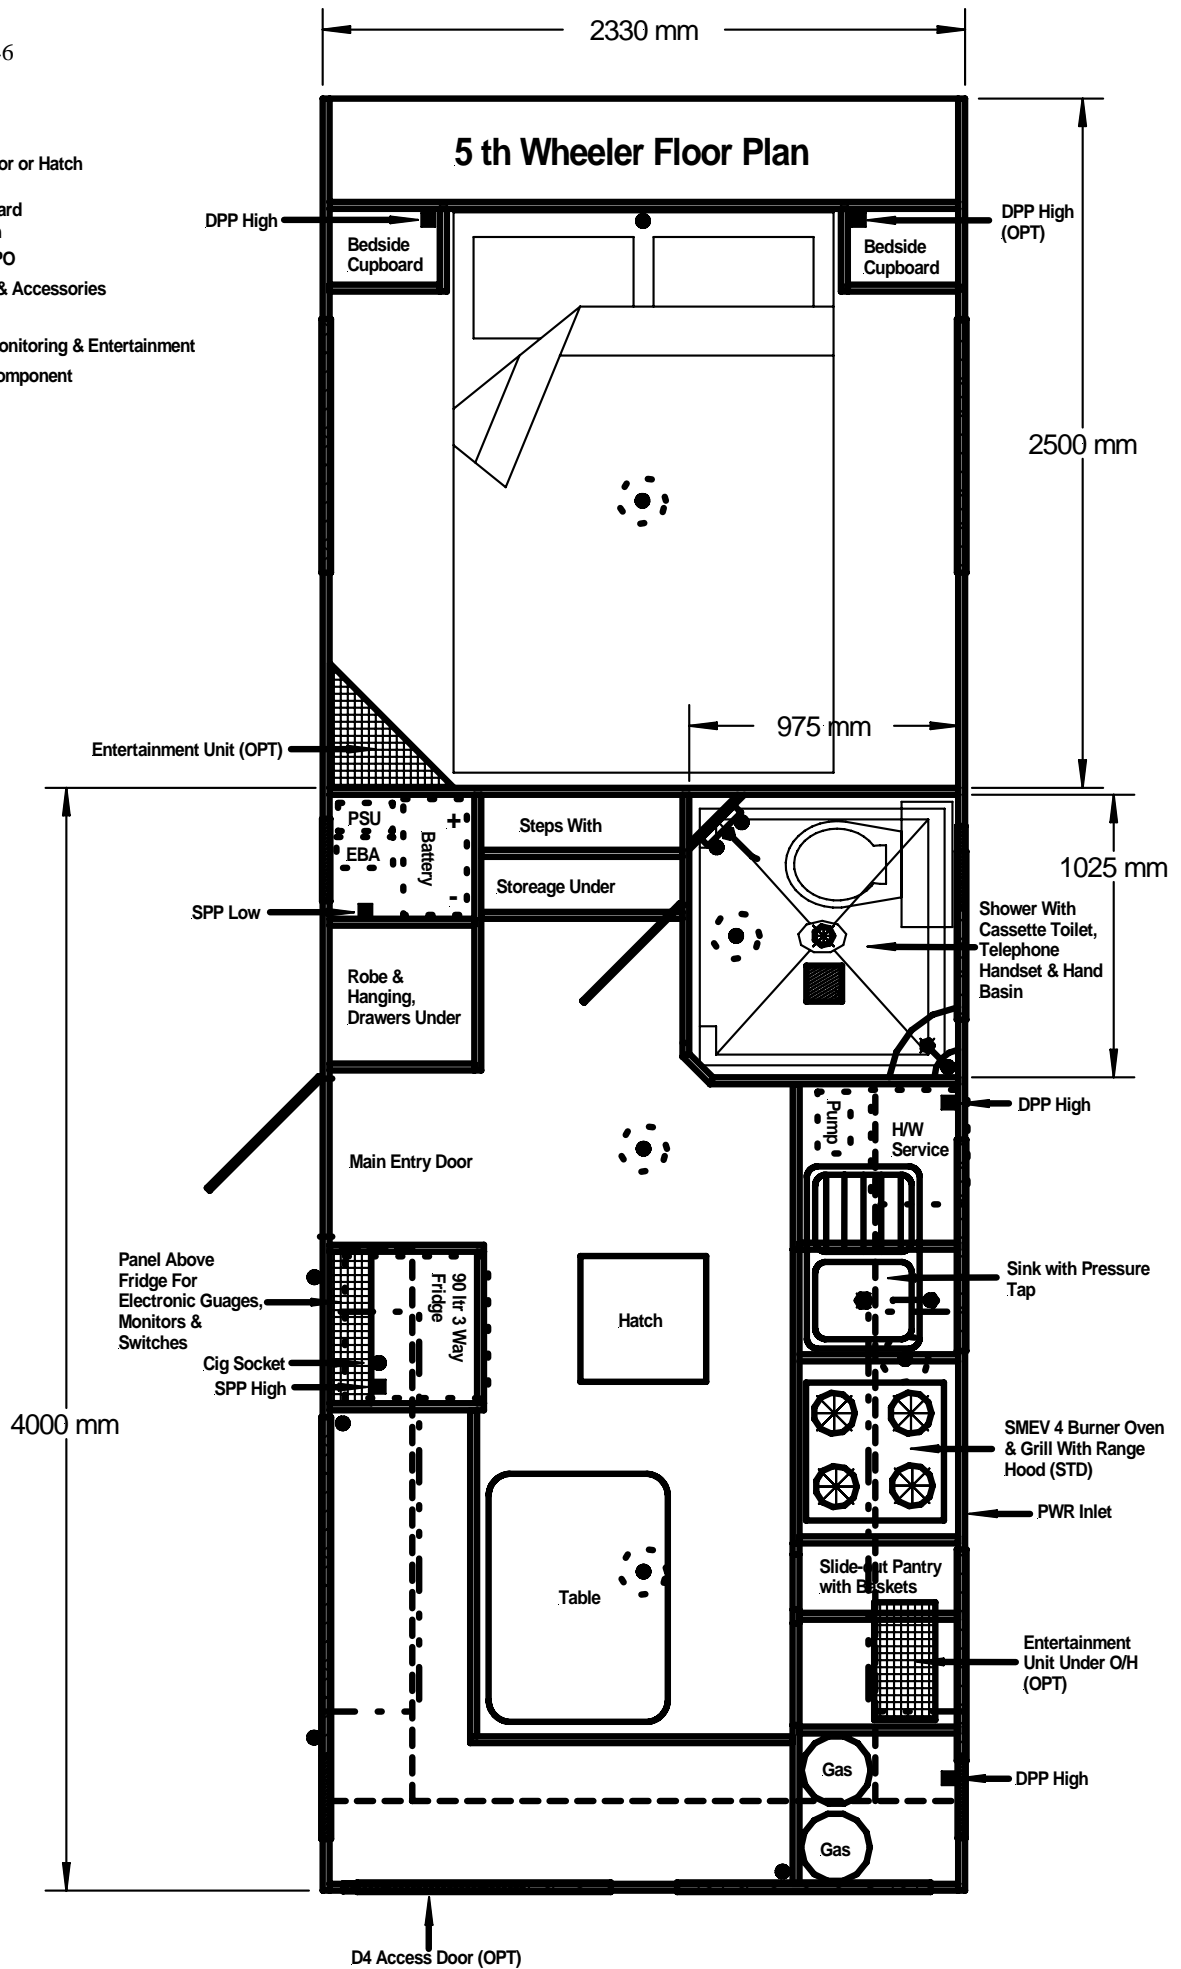 2330 mm
6
or or Hatch
ard
PO
& Accessories
onitoring & Entertainment
omponent
5 th Wheeler Floor Plan
DPP High
DPP High
(OPT)
Bedside
Cupboard
Bedside
Cupboard
2500 mm
975 mm
Entertainment Unit (OPT)
PSU
EBA
Battery
+
-
Steps With
Storeage Under
1025 mm
SPP Low
Shower With
Cassette Toilet,
Telephone
Handset & Hand
Basin
Robe &
Hanging,
Drawers Under
DPP High
Pump
H/W
Service
Main Entry Door
Panel Above
Fridge For
Electronic Guages,
Monitors &
Switches
90 ltr 3 Way
Fridge
Sink with Pressure
Tap
Hatch
Cig Socket
SPP High
4000 mm
SMEV 4 Burner Oven
& Grill With Range
Hood (STD)
PWR Inlet
Slide-out Pantry
with Baskets
Table
Entertainment
Unit Under O/H
(OPT)
Gas
DPP High
Gas
D4 Access Door (OPT)